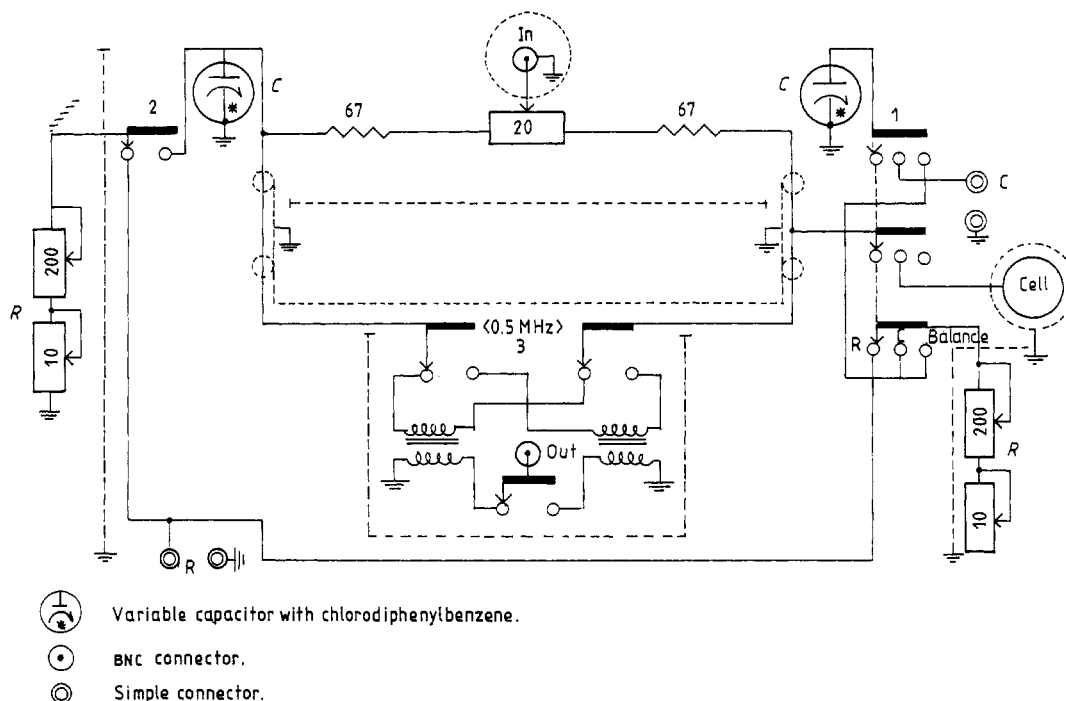 In
C
C
2
67
20
67
1
C
200
R
10
Cell
<0.5 MHz>
3
R
C
Balance
Out
200
R
10
R
Variable capacitor with chlorodiphenylbenzene.
BNC connector.
Simple connector.